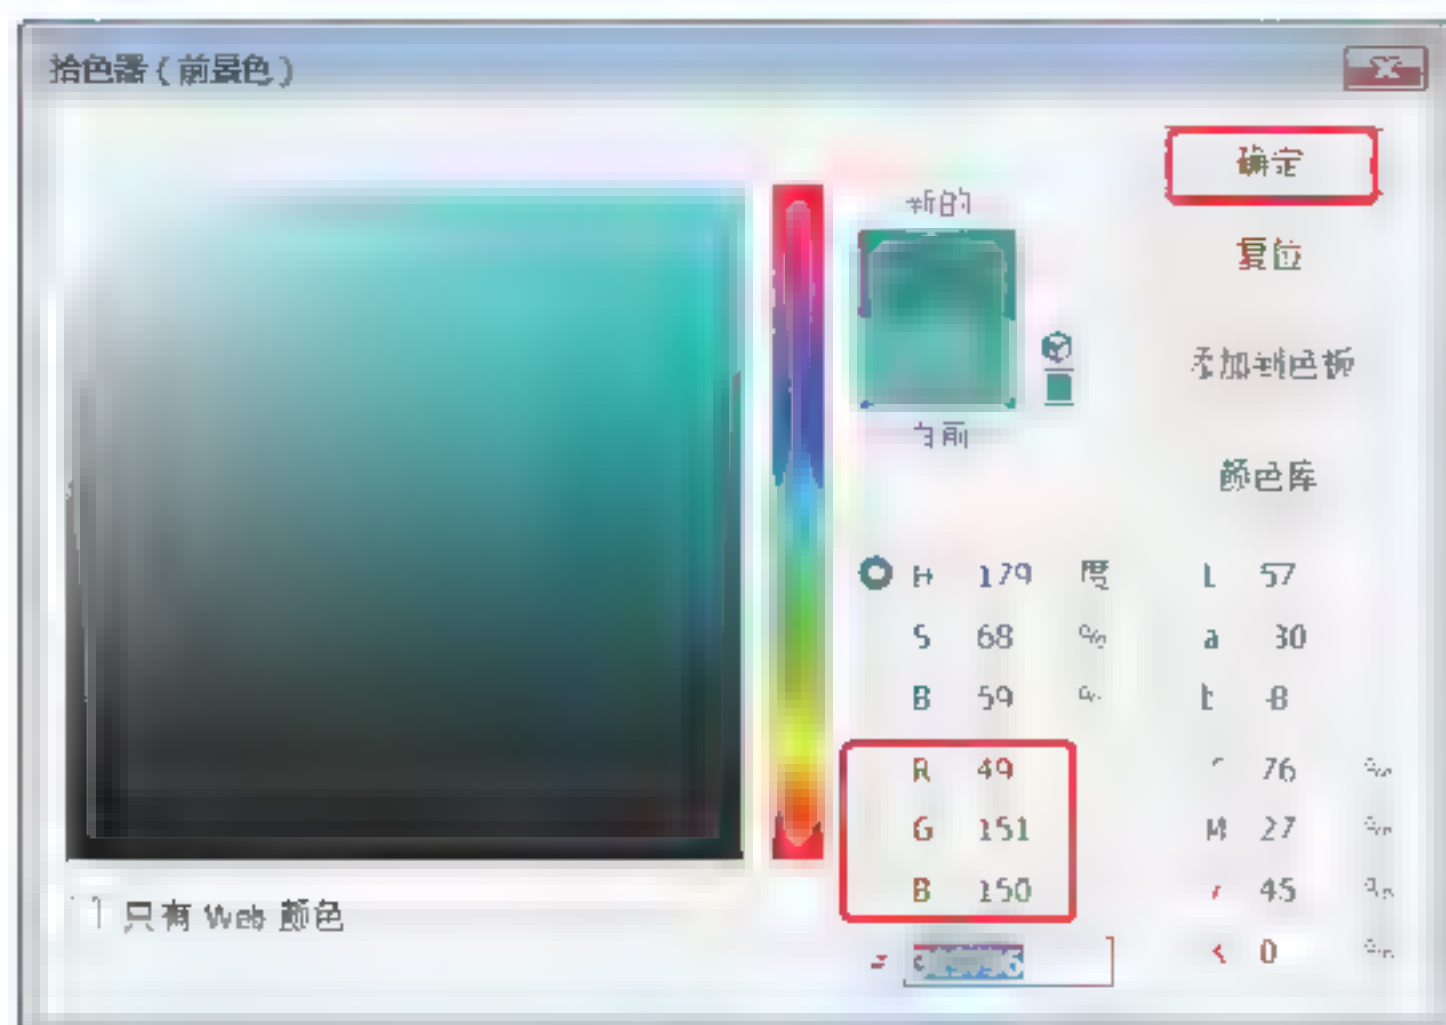 拾色器(前景色)
确定
新的
复位
添加到色板
当前
颜色库
H 179 度
S 68 %
B 59 %
R 49
G 151
B 150
L 57
a 30
b -8
76 %
M 27 %
45 %
0 %
只有 Web 颜色